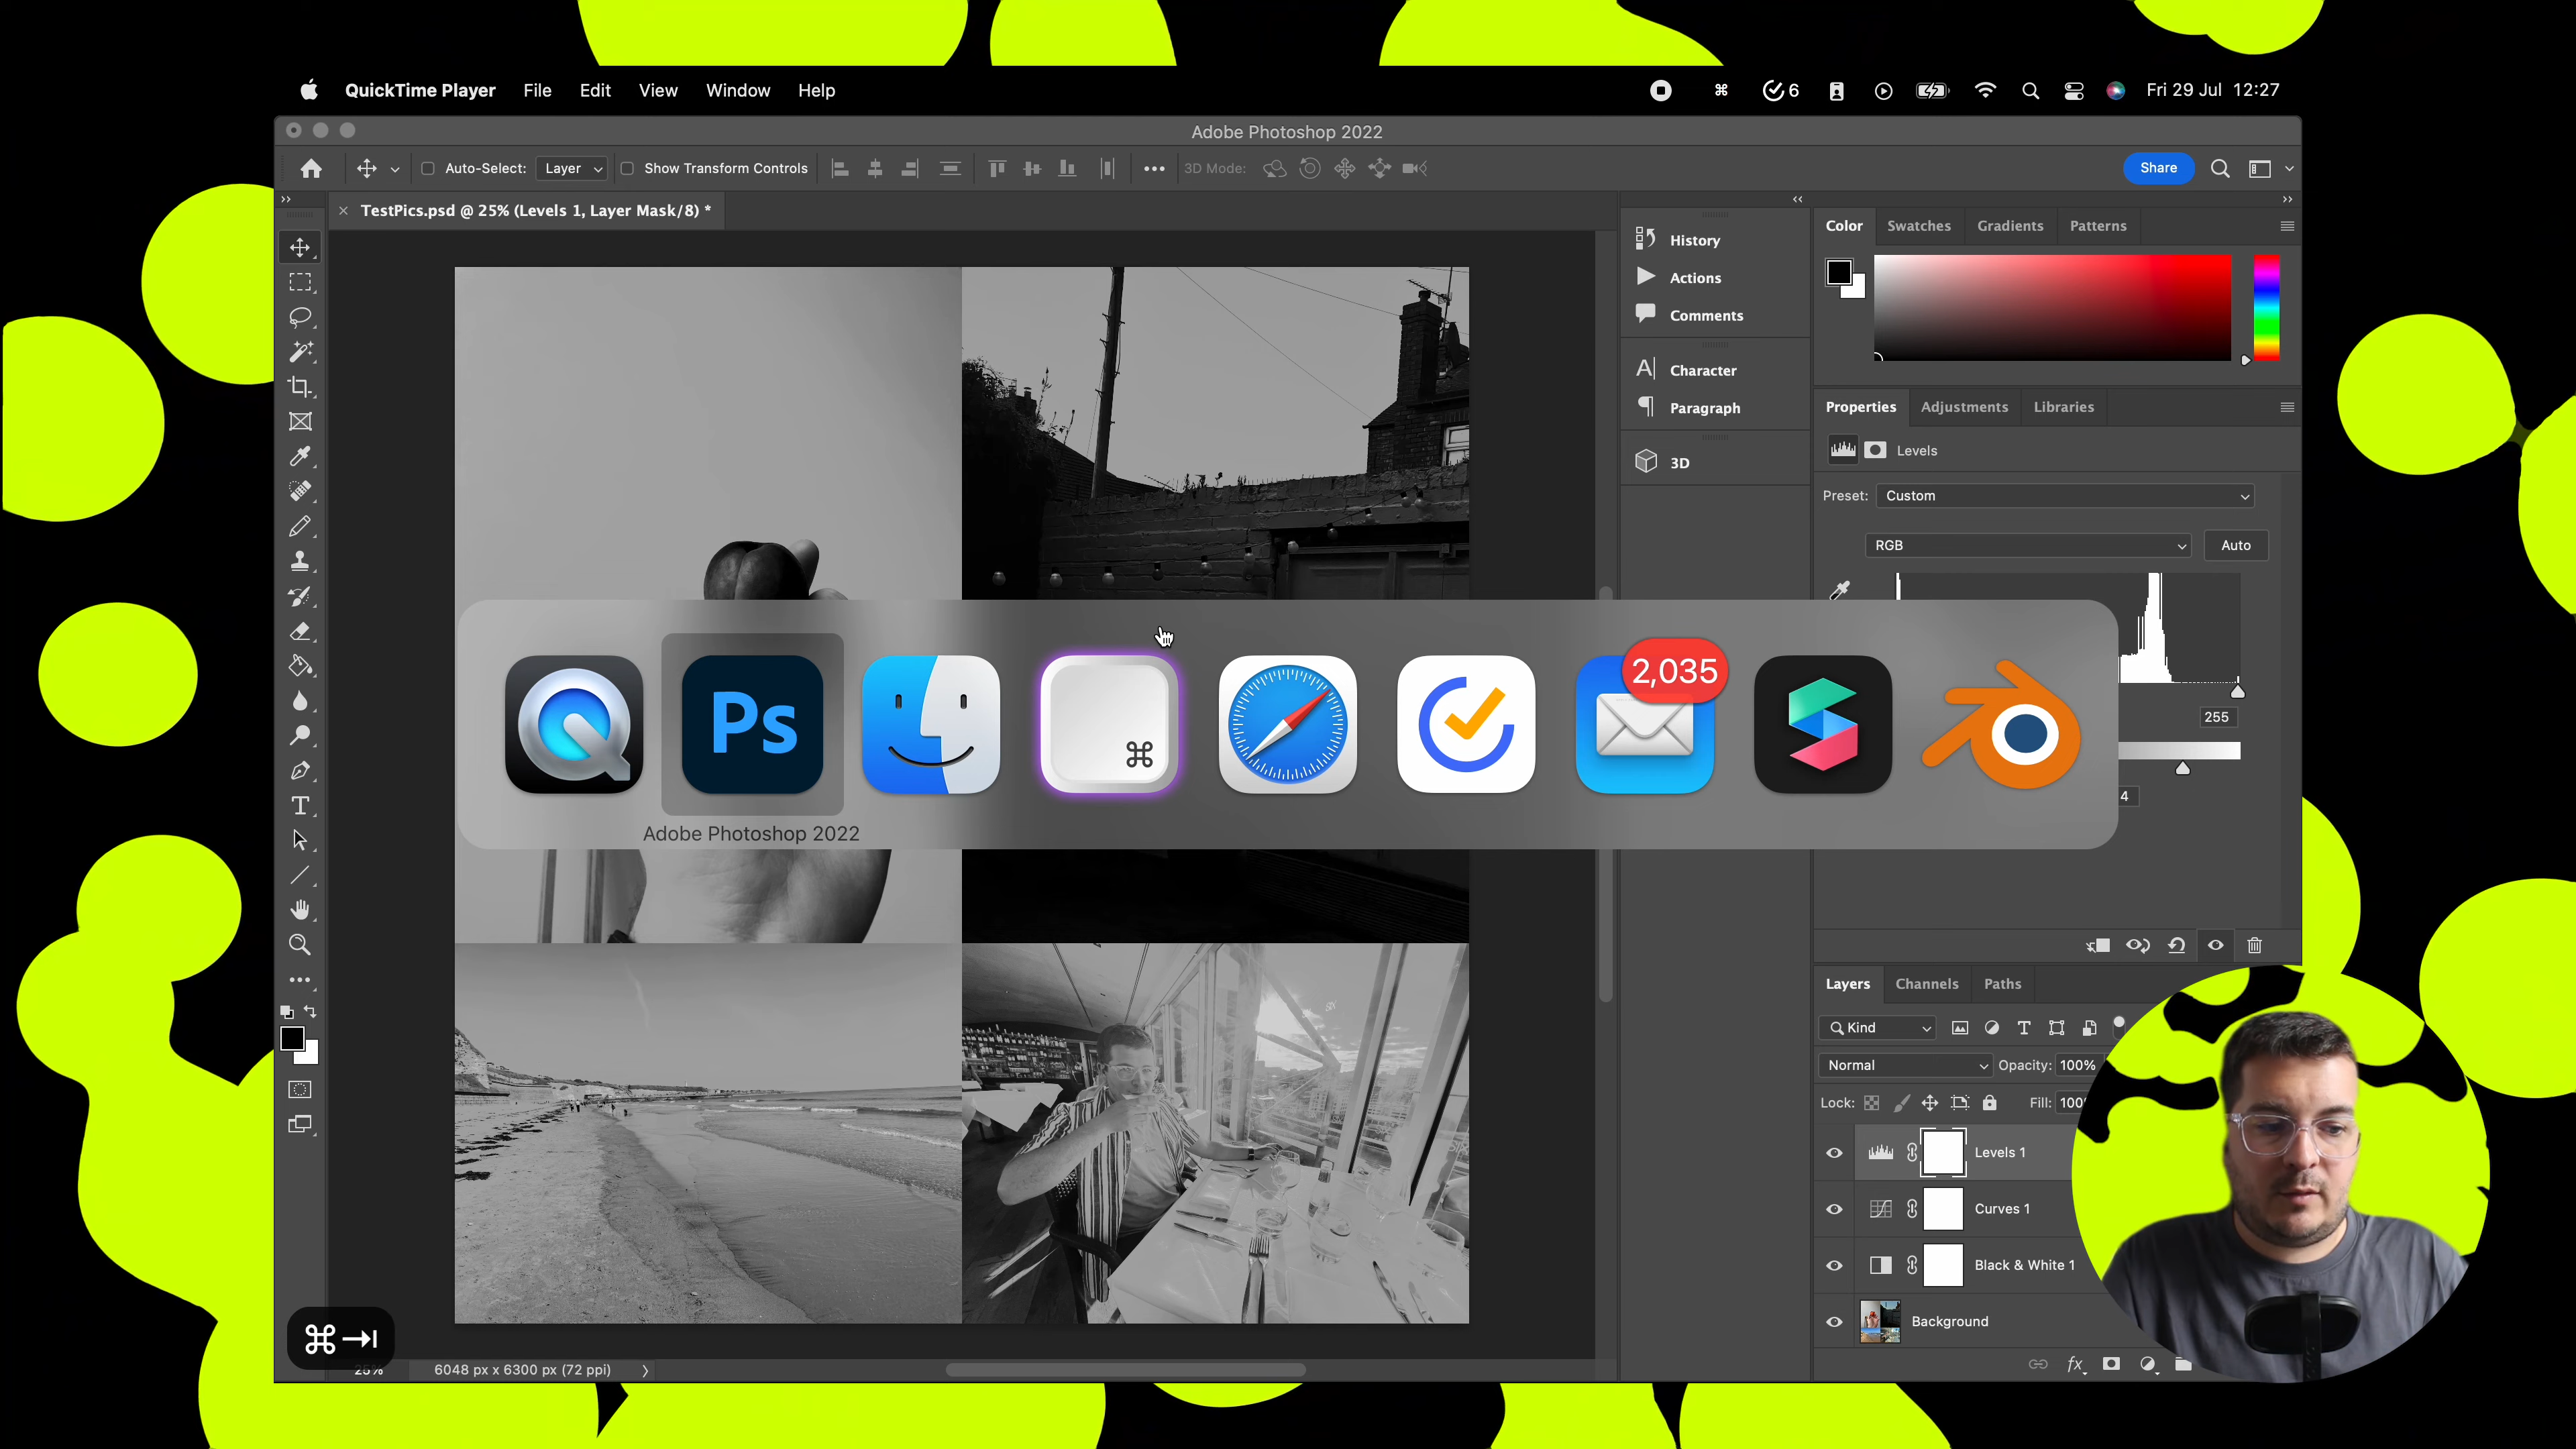 QuickTime Player File Edit View Window Help
6
Fri 29 Jul 12:27
Adobe Photoshop 2022
Auto-Select: Layer Show Transform Controls 3D Mode: Share
TestPics.psd @ 25% (Levels 1, Layer Mask/8) *
History
Actions
Comments
Character
Paragraph
3D
Color Swatches Gradients Patterns
Properties Adjustments Libraries
Levels
Preset: Custom
RGB Auto
255
4
Ps
2,035
⌘
Adobe Photoshop 2022
Layers Channels Paths
Kind
Normal Opacity: 100%
Lock: Fill: 100
Levels 1
Curves 1
Black & White 1
Background
fx
⌘→|
25% 6048 px x 6300 px (72 ppi)